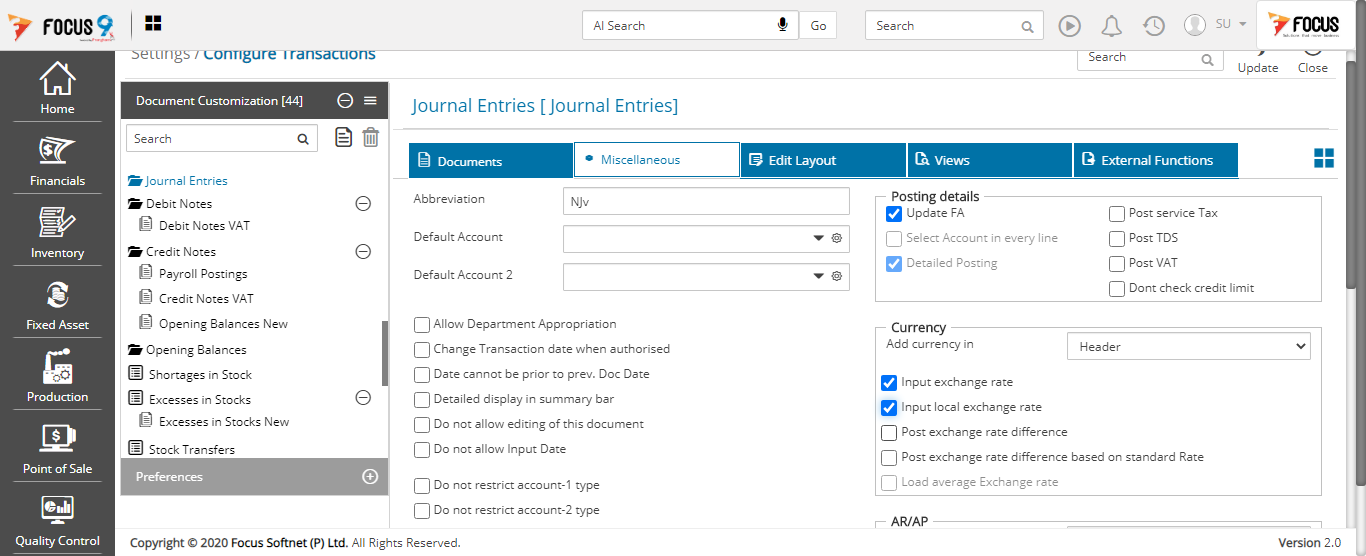 FOCUS 9
AI Search
Go
Search
SU
FOCUS
Settings / Configure Transactions
Search
Update
Close
Home
Financials
Inventory
Fixed Asset
Production
Point of Sale
Quality Control
Document Customization [44]
Search
Journal Entries
Debit Notes
Debit Notes VAT
Credit Notes
Payroll Postings
Credit Notes VAT
Opening Balances New
Opening Balances
Shortages in Stock
Excesses in Stocks
Excesses in Stocks New
Stock Transfers
Preferences
Journal Entries [ Journal Entries]
Documents
Miscellaneous
Edit Layout
Views
External Functions
Abbreviation
NJv
Default Account
Default Account 2
Allow Department Appropriation
Change Transaction date when authorised
Date cannot be prior to prev. Doc Date
Detailed display in summary bar
Do not allow editing of this document
Do not allow Input Date
Do not restrict account-1 type
Do not restrict account-2 type
Posting details
Update FA
Post service Tax
Select Account in every line
Post TDS
Detailed Posting
Post VAT
Dont check credit limit
Currency
Add currency in
Header
Input exchange rate
Input local exchange rate
Post exchange rate difference
Post exchange rate difference based on standard Rate
Load average Exchange rate
AR/AP
Copyright © 2020 Focus Softnet (P) Ltd. All Rights Reserved.
Version 2.0